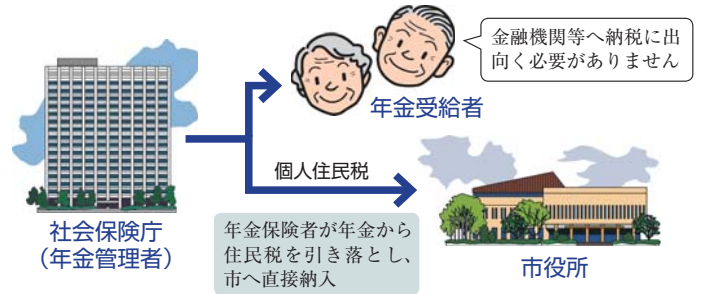 金融機関等へ納税に出
向く必要がありません
年金受給者
個人住民税
社会保険庁
（年金管理者）
年金保険者が年金から
住民税を引き落とし、
市へ直接納入
市役所